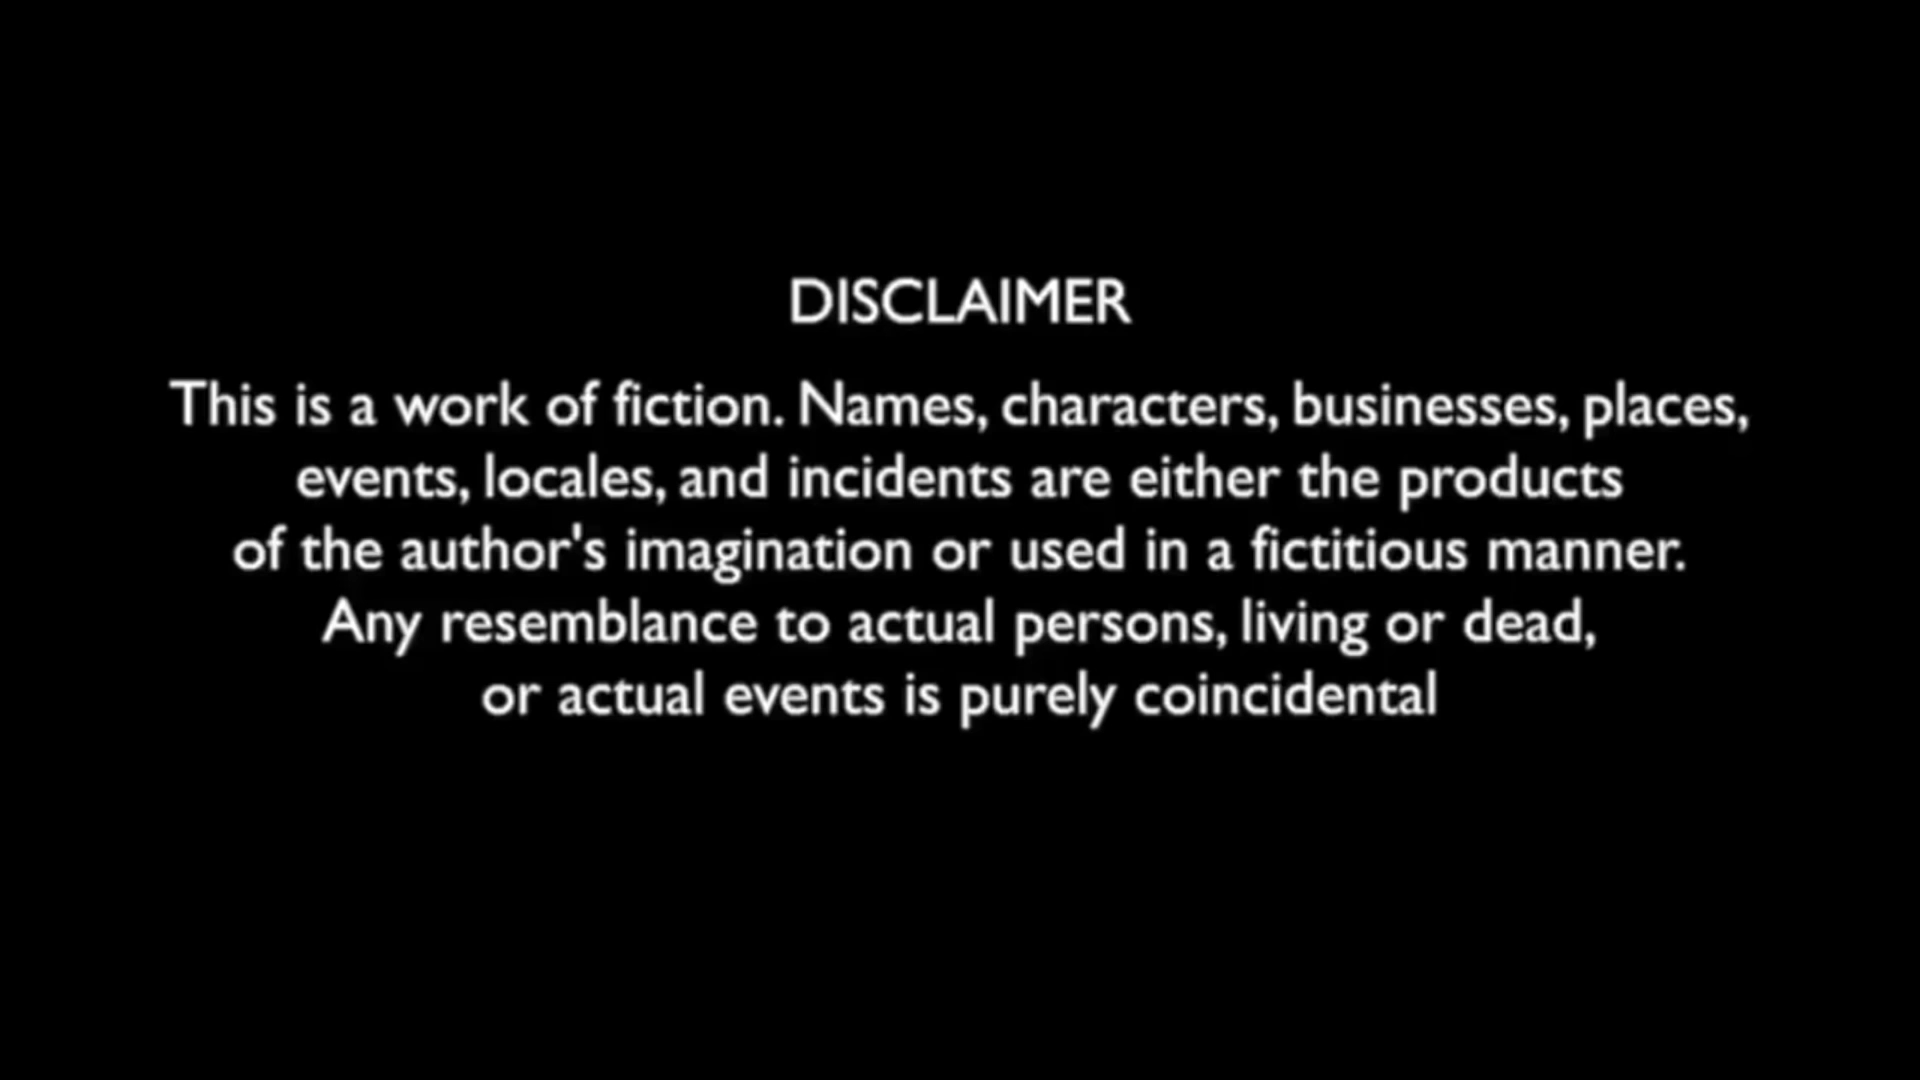 DISCLAIMER
This is a work of fiction. Names, characters, businesses, places,
events, locales, and incidents are either the products
of the author's imagination or used in a fictitious manner.
Any resemblance to actual persons, living or dead,
or actual events is purely coincidental